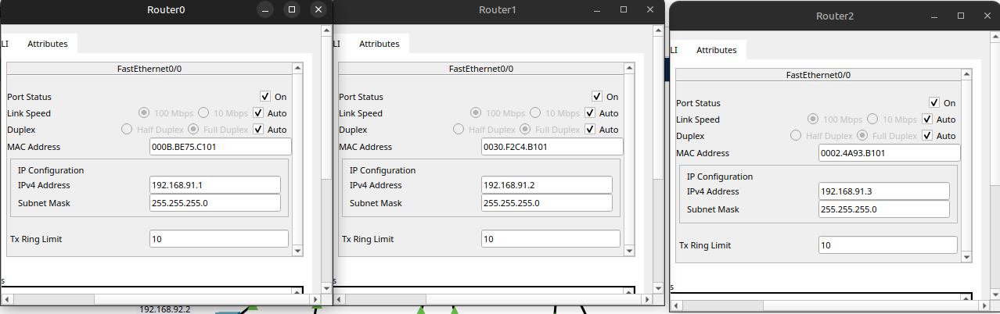 Router0
LI Attributes
FastEthernet0/0
Port Status On
Link Speed 100 Mbps 10 Mbps Auto
Duplex Half Duplex Full Duplex Auto
MAC Address 000B.BE75.C101
IP Configuration
IPv4 Address 192.168.91.1
Subnet Mask 255.255.255.0
Tx Ring Limit 10
s
Router1
LI Attributes
FastEthernet0/0
Port Status On
Link Speed 100 Mbps 10 Mbps Auto
Duplex Half Duplex Full Duplex Auto
MAC Address 0030.F2C4.B101
IP Configuration
IPv4 Address 192.168.91.2
Subnet Mask 255.255.255.0
Tx Ring Limit 10
s
Router2
LI Attributes
FastEthernet0/0
Port Status On
Link Speed 100 Mbps 10 Mbps Auto
Duplex Half Duplex Full Duplex Auto
MAC Address 0002.4A93.B101
IP Configuration
IPv4 Address 192.168.91.3
Subnet Mask 255.255.255.0
Tx Ring Limit 10
s
192.168.92.2